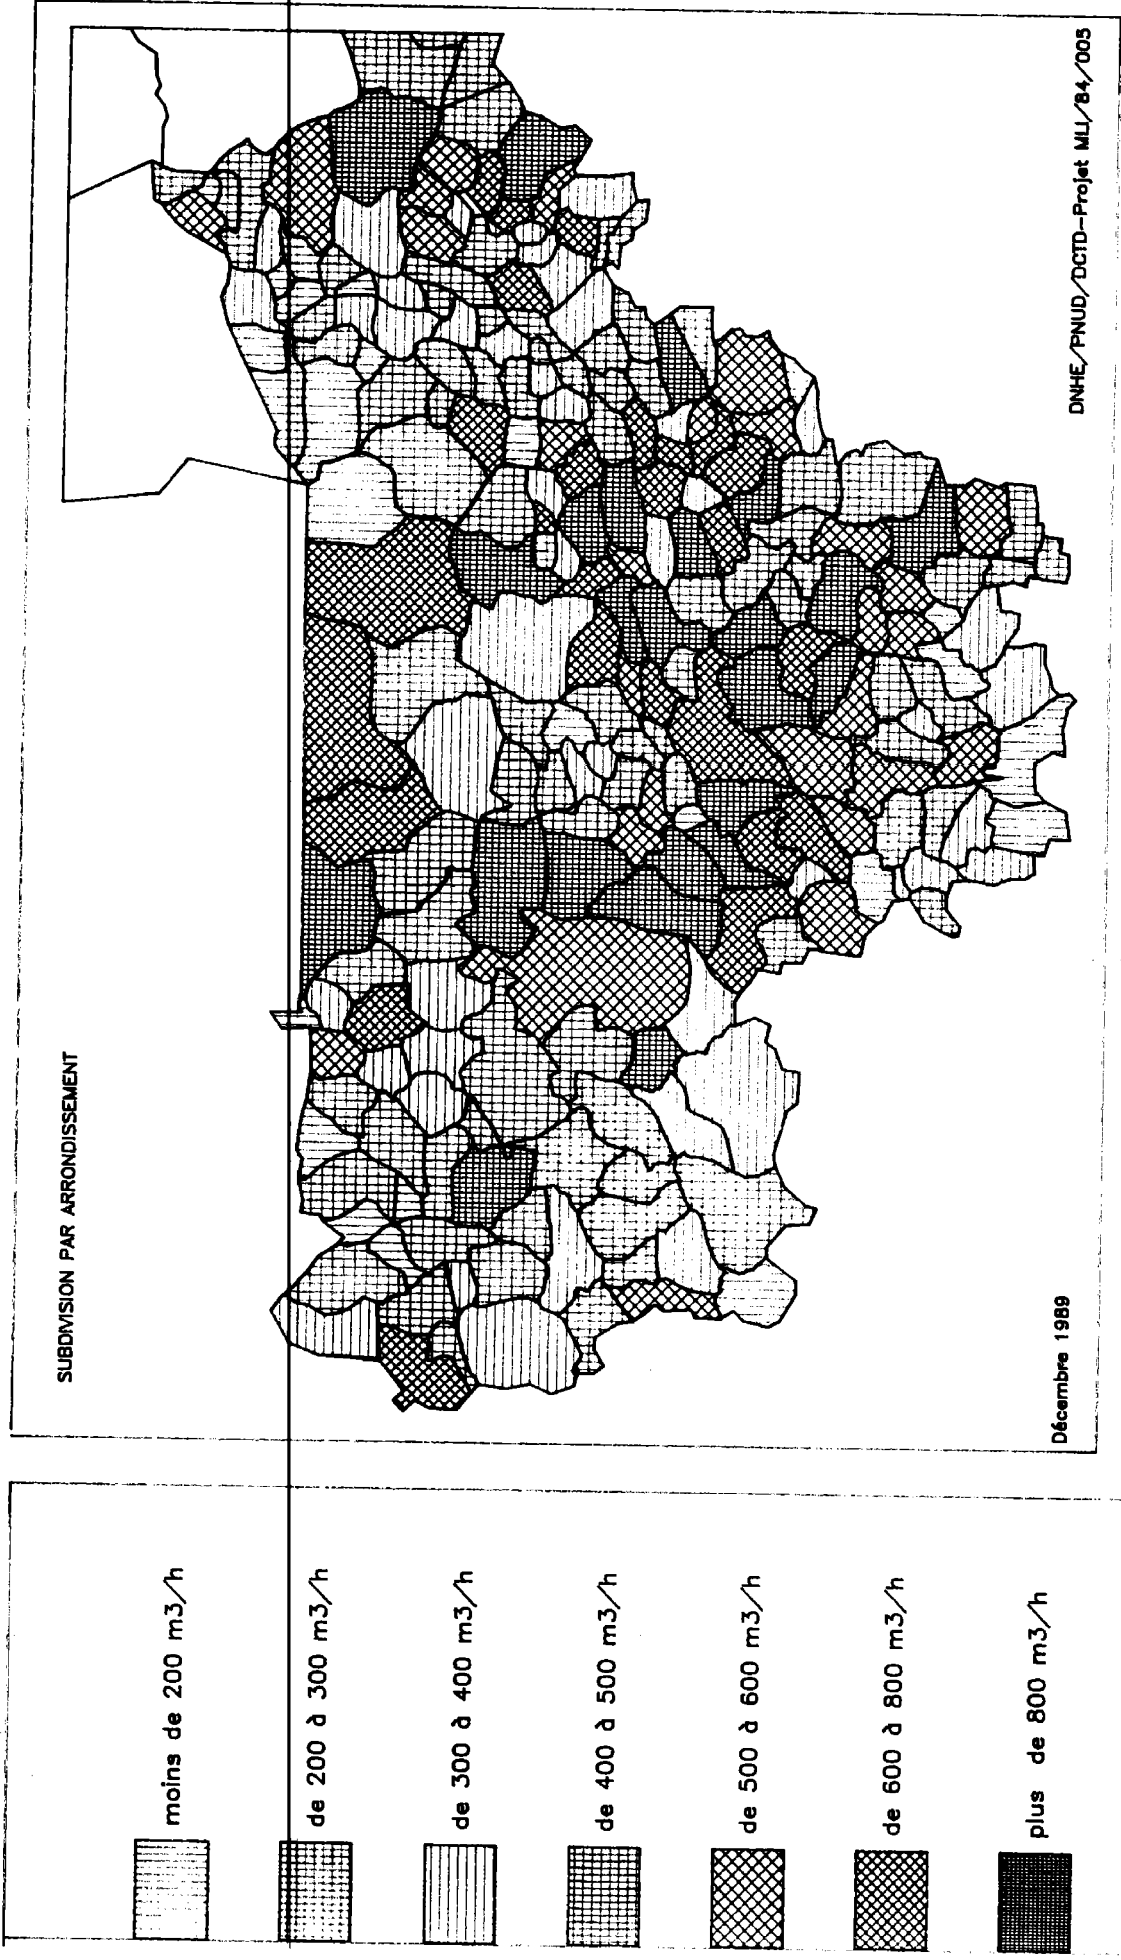 SUBDIVISION PAR ARRONDISSEMENT
DNHE/PNUD/DCTD-Projet MLI/84/005
Décembre 1989
moins de 200 m3/h
de 200 à 300 m3/h
de 300 à 400 m3/h
de 400 à 500 m3/h
de 500 à 600 m3/h
de 600 à 800 m3/h
plus de 800 m3/h